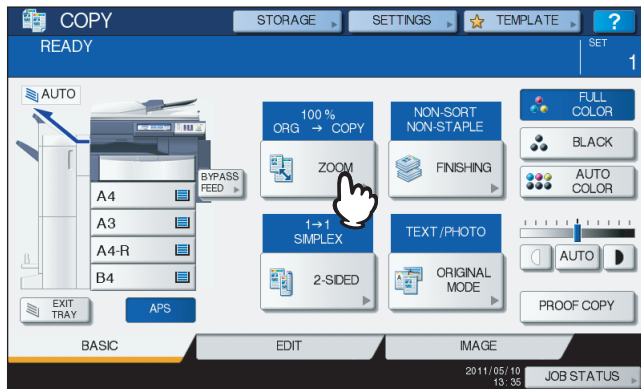 COPY
STORAGE
SETTINGS
TEMPLATE
?
READY
SET
1
AUTO
100 %
ORG → COPY
NON-SORT
NON-STAPLE
FULL
COLOR
ZOOM
FINISHING
BLACK
BYPASS
FEED
AUTO
COLOR
A4
A3
A4-R
B4
1→1
SIMPLEX
TEXT/PHOTO
2-SIDED
ORIGINAL
MODE
AUTO
EXIT
TRAY
APS
PROOF COPY
BASIC
EDIT
IMAGE
2011/05/10
13:35
JOB STATUS